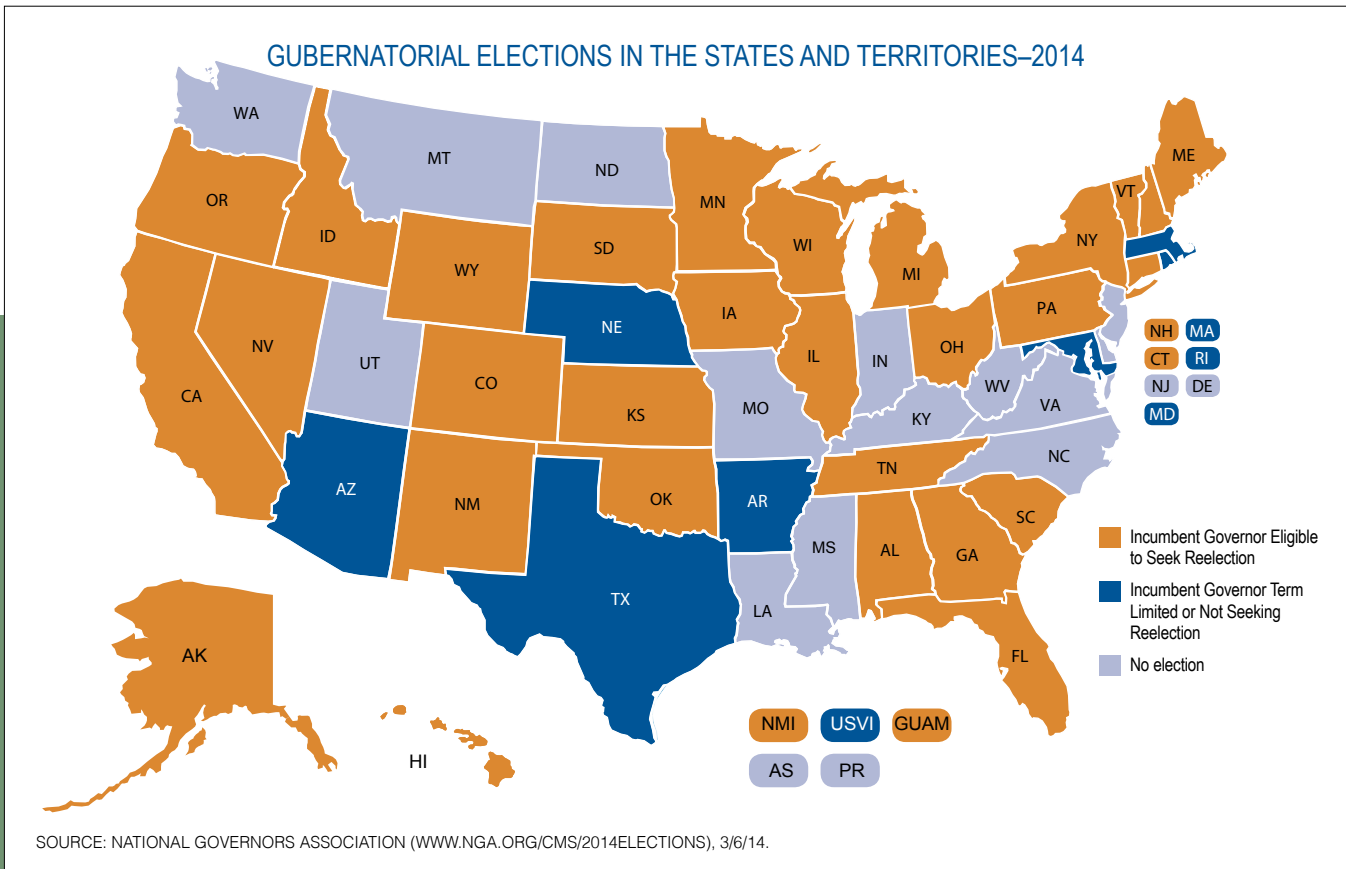 GUBERNATORIAL ELECTIONS IN THE STATES AND TERRITORIES–2014
WA
MT
ND
MN
ME
VT
OR
ID
SD
WI
NY
MI
WY
IA
PA
NE
NH MA
NV
UT
IL
IN
OH
CT RI
CO
CA
KS
MO
WV
VA
NJ DE
KY
MD
NC
TN
AZ
NM
OK
AR
SC
MS
AL
GA
Incumbent Governor Eligible
to Seek Reelection
TX
LA
Incumbent Governor Term
Limited or Not Seeking
Reelection
AK
FL
No election
NMI USVI GUAM
HI
AS PR
SOURCE: NATIONAL GOVERNORS ASSOCIATION (WWW.NGA.ORG/CMS/2014ELECTIONS), 3/6/14.